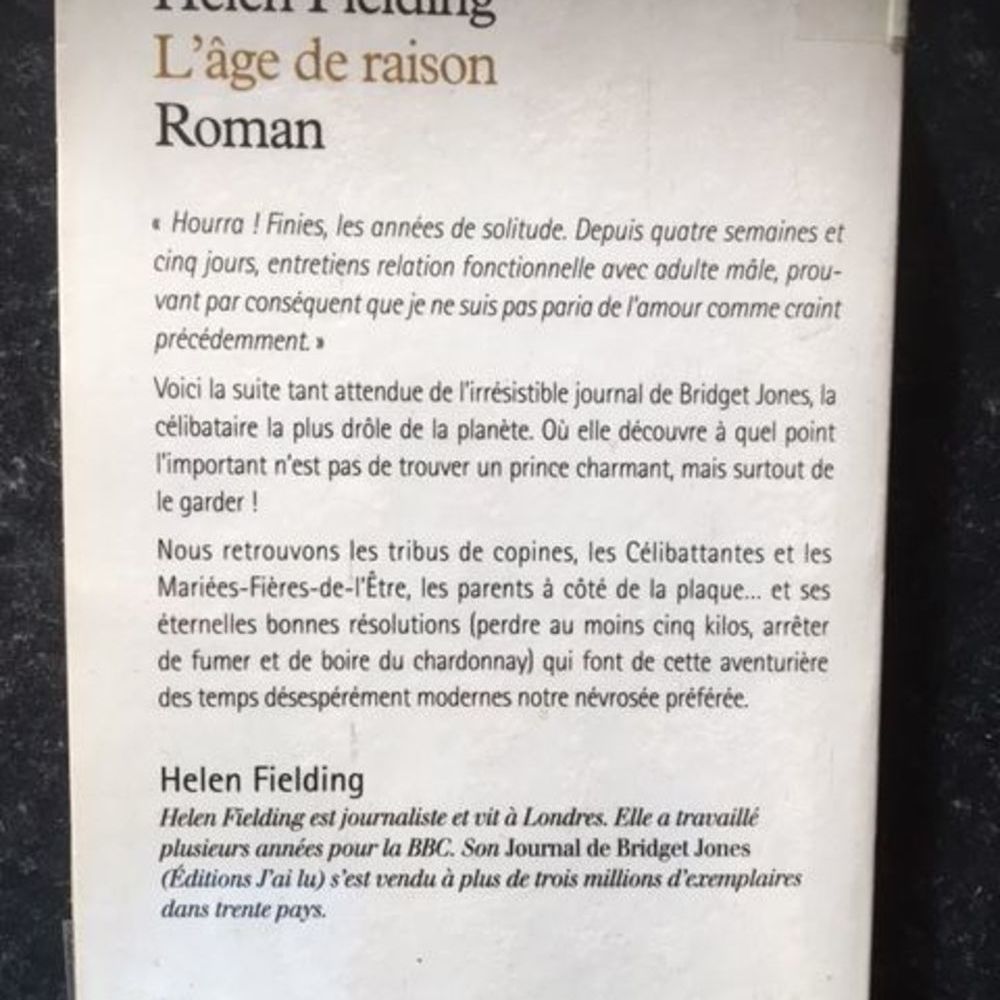 Helen Fielding
L'âge de raison
Roman
« Hourra ! Finies, les années de solitude. Depuis quatre semaines et
cinq jours, entretiens relation fonctionnelle avec adulte mâle, prou-
vant par conséquent que je ne suis pas paria de l'amour comme craint
précédemment. »
Voici la suite tant attendue de l'irrésistible journal de Bridget Jones, la
célibataire la plus drôle de la planète. Où elle découvre à quel point
l'important n'est pas de trouver un prince charmant, mais surtout de
le garder !
Nous retrouvons les tribus de copines, les Célibattantes et les
Mariées-Fières-de-l'Être, les parents à côté de la plaque... et ses
éternelles bonnes résolutions (perdre au moins cinq kilos, arrêter
de fumer et de boire du chardonnay) qui font de cette aventurière
des temps désespérément modernes notre névrosée préférée.
Helen Fielding
Helen Fielding est journaliste et vit à Londres. Elle a travaillé
plusieurs années pour la BBC. Son Journal de Bridget Jones
(Éditions J'ai lu) s'est vendu à plus de trois millions d'exemplaires
dans trente pays.